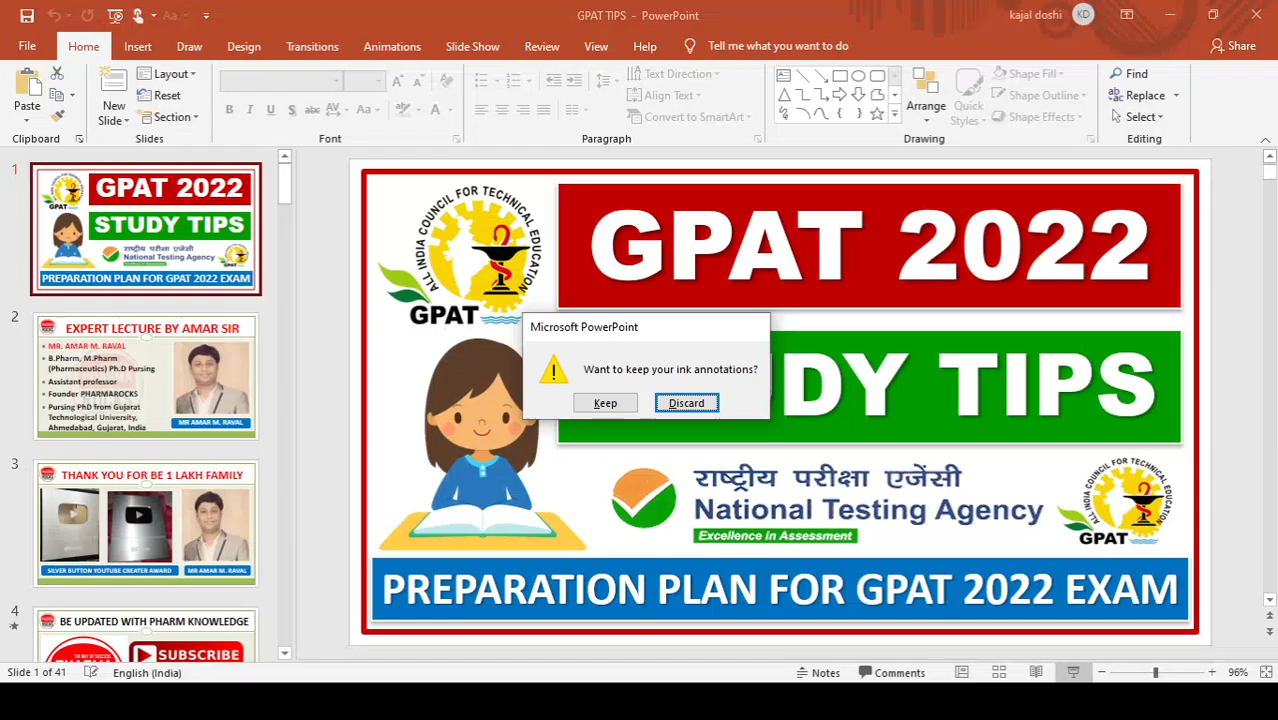 GPAT TIPS - PowerPoint
kajal doshi
KD
File
Home
Insert
Draw
Design
Transitions
Animations
Slide Show
Review
View
Help
Tell me what you want to do
Share
Paste
New
Slide
Layout
Reset
Section
B I U S abc AV Aa A
Text Direction
Align Text
Convert to SmartArt
Arrange
Quick
Styles
Shape Fill
Shape Outline
Shape Effects
Find
Replace
Select
Clipboard
Slides
Font
Paragraph
Drawing
Editing
1
GPAT 2022
STUDY TIPS
GPAT
राष्ट्रीय परीक्षा एजेंसी
National Testing Agency
PREPARATION PLAN FOR GPAT 2022 EXAM
2
EXPERT LECTURE BY AMAR SIR
MR. AMAR M. RAVAL
B.Pharm, M.Pharm
(Pharmaceutics) Ph.D Pursing
Assistant professor
Founder PHARMAROCKS
Pursing PhD from Gujarat
Technological University,
Ahmedabad, Gujarat, India
MR AMAR M. RAVAL
3
THANK YOU FOR BE 1 LAKH FAMILY
SILVER BUTTON YOUTUBE CREATER AWARD
MR AMAR M. RAVAL
4
BE UPDATED WITH PHARM KNOWLEDGE
SUBSCRIBE
ALL INDIA COUNCIL FOR TECHNICAL EDUCATION
GPAT
GPAT 2022
Microsoft PowerPoint
Want to keep your ink annotations?
Keep
Discard
DY TIPS
राष्ट्रीय परीक्षा एजेंसी
National Testing Agency
Excellence in Assessment
ALL INDIA COUNCIL FOR TECHNICAL EDUCATION
GPAT
PREPARATION PLAN FOR GPAT 2022 EXAM
Slide 1 of 41
English (India)
Notes
Comments
96%